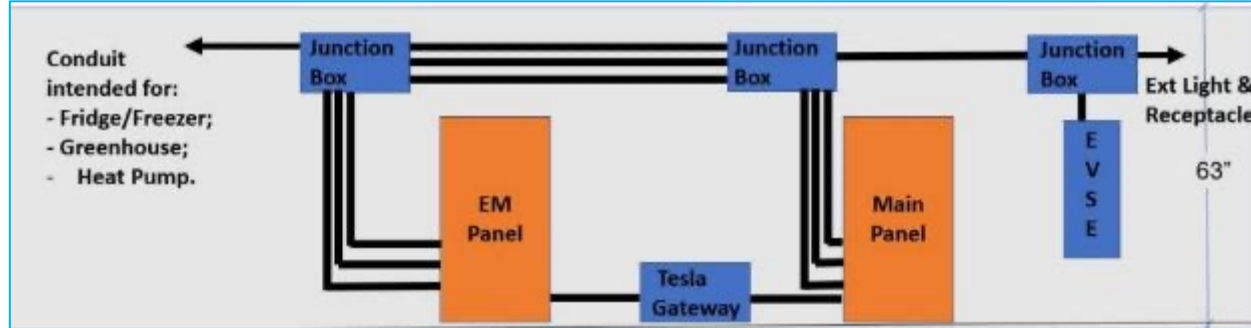 Conduit
intended for:
- Fridge/Freezer;
- Greenhouse;
- Heat Pump.
Junction
Box
Junction
Box
Junction
Box
Ext Light &
Receptacle
EM
Panel
Tesla
Gateway
Main
Panel
E
V
S
E
63"